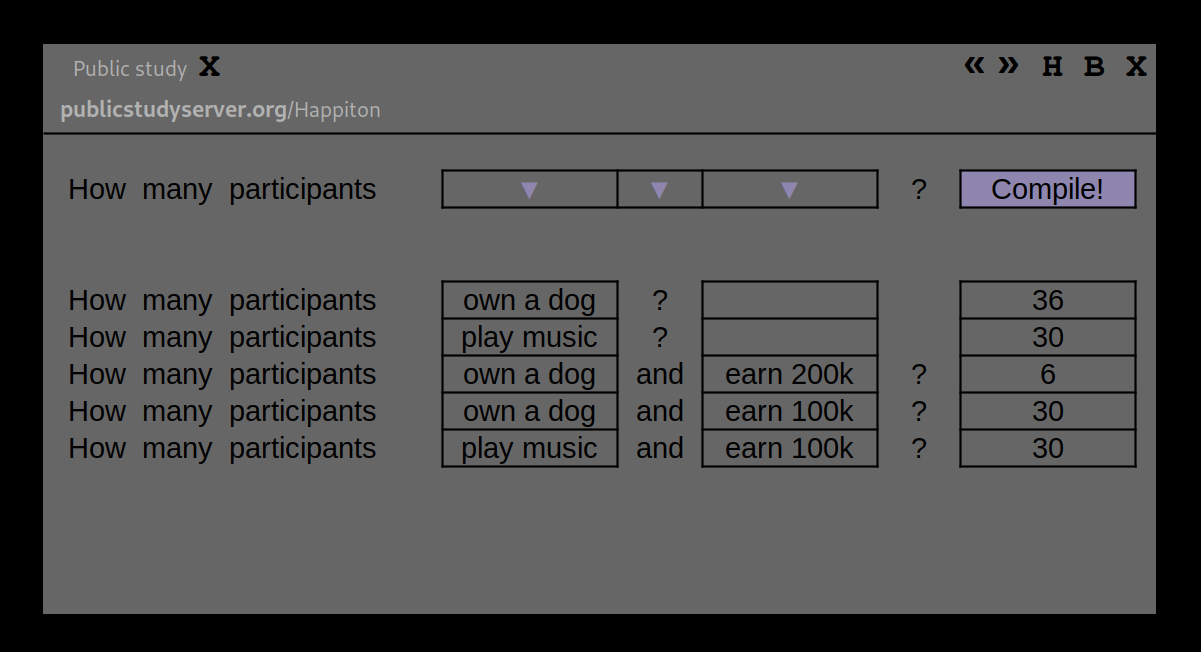 Public study X « » H B X
publicstudyserver.org/Happiton
How many participants ▼ ▼ ▼ ? Compile!
How many participants own a dog ? 36
How many participants play music ? 30
How many participants own a dog and earn 200k ? 6
How many participants own a dog and earn 100k ? 30
How many participants play music and earn 100k ? 30